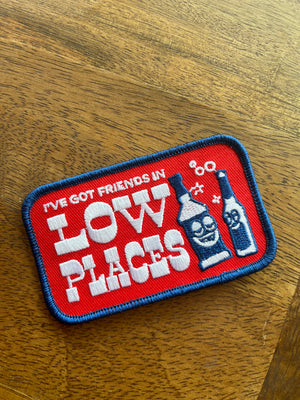 I'VE GOT FRIENDS IN
LOW
PLACES